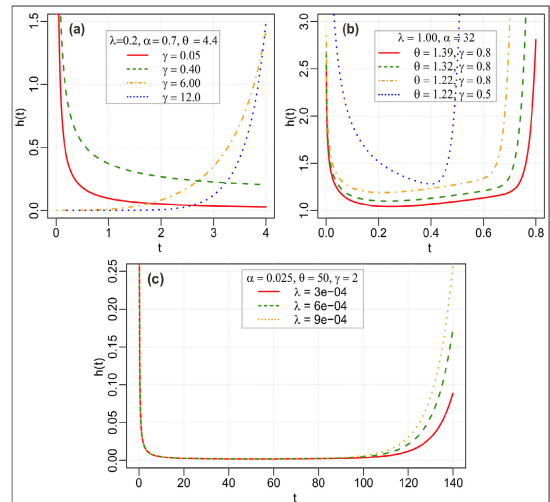 (a)
λ=0.2, α = 0.7, θ = 4.4
γ = 0.05
γ = 0.40
γ = 6.00
γ = 12.0
h(t)
1.5
1.0
0.5
0.0
0 1 2 3 4
t
(b)
λ = 1.00, α = 32
θ = 1.39, γ = 0.8
θ = 1.32, γ = 0.8
θ = 1.22, γ = 0.8
θ = 1.22, γ = 0.5
h(t)
3.0
2.5
2.0
1.5
1.0
0.0 0.2 0.4 0.6 0.8
t
(c)
α = 0.025, θ = 50, γ = 2
λ = 3e−04
λ = 6e−04
λ = 9e−04
h(t)
0.25
0.20
0.15
0.10
0.05
0.00
0 20 40 60 80 100 120 140
t